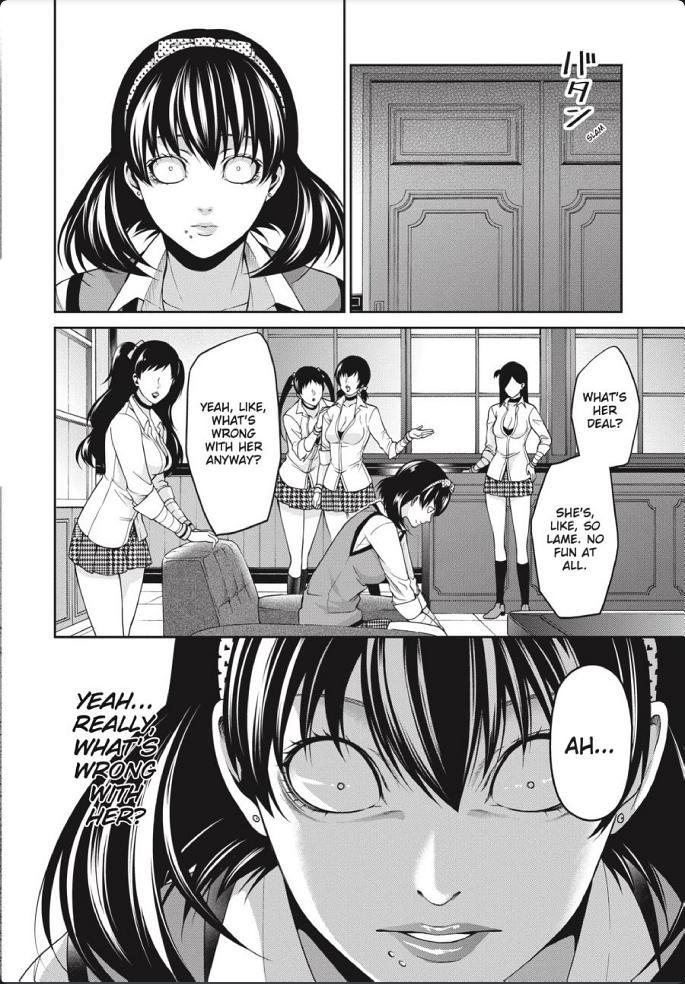 バタン
SLAM
WHAT'S
HER
DEAL?
SHE'S,
LIKE, SO
LAME. NO
FUN AT
ALL.
YEAH, LIKE,
WHAT'S
WRONG
WITH HER
ANYWAY?
AH...
YEAH...
REALLY,
WHAT'S
WRONG
WITH
HER?